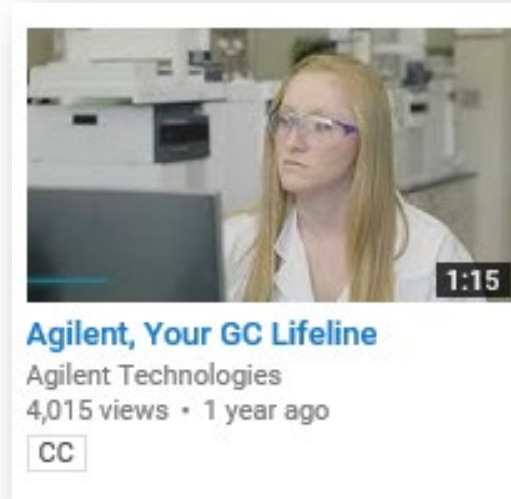 1:15
Agilent, Your GC Lifeline
Agilent Technologies
4,015 views • 1 year ago
CC